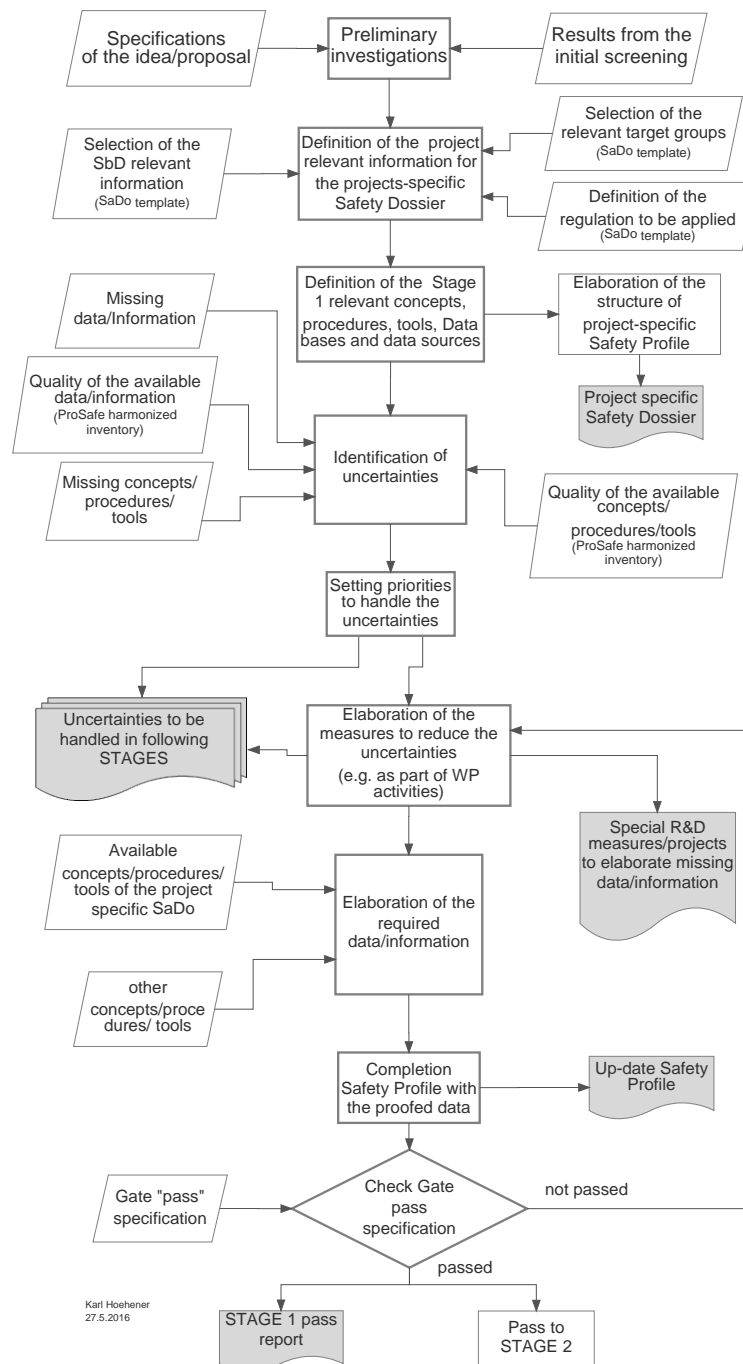 Specifications
of the idea/proposal
Preliminary
investigations
Results from the
initial screening
Selection of the
SbD relevant
information
(SaDo template)
Definition of the project
relevant information for
the projects-specific
Safety Dossier
Selection of the
relevant target groups
(SaDo template)
Definition of the
regulation to be applied
(SaDo template)
Missing
data/Information
Definition of the Stage
1 relevant concepts,
procedures, tools, Data
bases and data sources
Elaboration of the
the structure of
project-specific
Safety Profile
Project specific
Safety Dossier
Quality of the available
data/information
(ProSafe harmonized
inventory)
Missing concepts/
procedures/
tools
Identification of
uncertainties
Quality of the available
concepts/
procedures/tools
(ProSafe harmonized
inventory)
Setting priorities
to handle the
uncertainties
Uncertainties to be
handled in following
STAGES
Elaboration of the
measures to reduce the
uncertainties
(e.g. as part of WP
activities)
Special R&D
measures/projects
to elaborate missing
data/information
Available
concepts/procedures/
tools of the project
specific SaDo
Elaboration of the
required
data/information
other
concepts/proce
dures/ tools
Completion
Safety Profile with
the proofed data
Up-date Safety
Profile
Gate "pass"
specification
Check Gate
pass
specification
not passed
passed
Karl Hoehener
27.5.2016
STAGE 1 pass
report
Pass to
STAGE 2